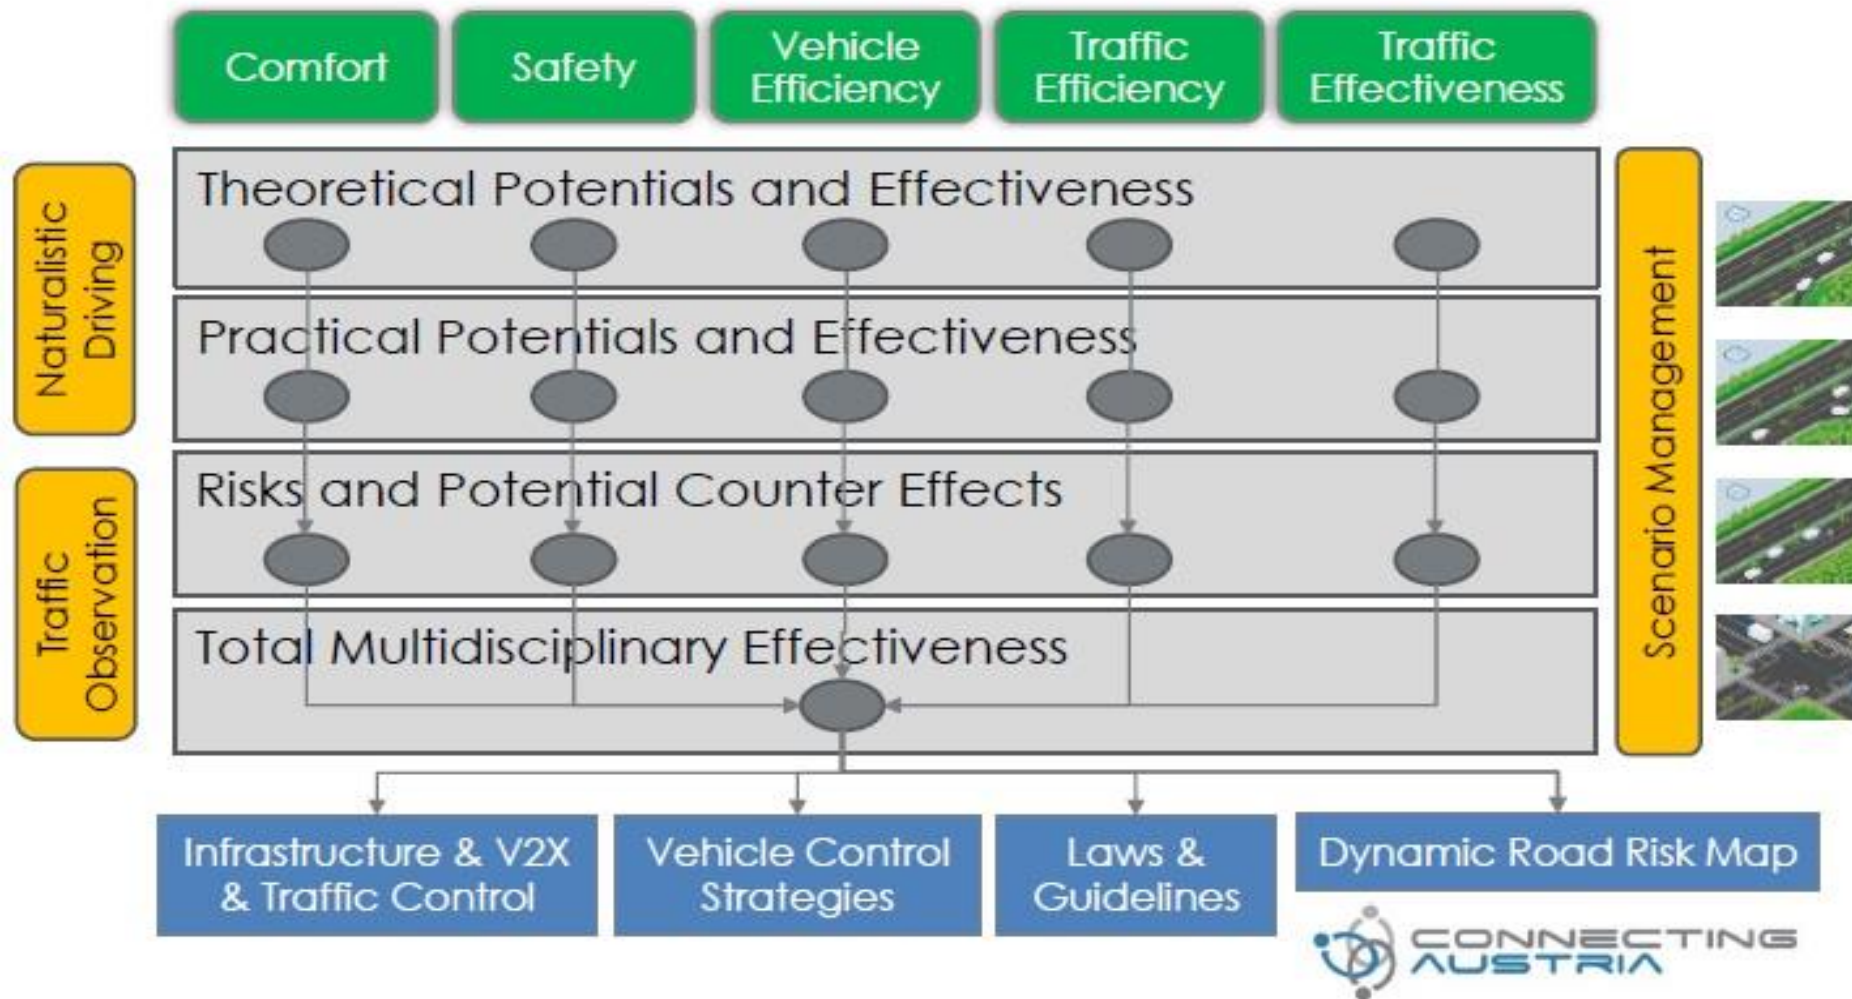 Comfort
Safety
Vehicle
Efficiency
Traffic
Efficiency
Traffic
Effectiveness
Naturalistic
Driving
Traffic
Observation
Theoretical Potentials and Effectiveness
Practical Potentials and Effectiveness
Risks and Potential Counter Effects
Total Multidisciplinary Effectiveness
Scenario Management
Infrastructure & V2X
& Traffic Control
Vehicle Control
Strategies
Laws &
Guidelines
Dynamic Road Risk Map
CONNECTING
AUSTRIA